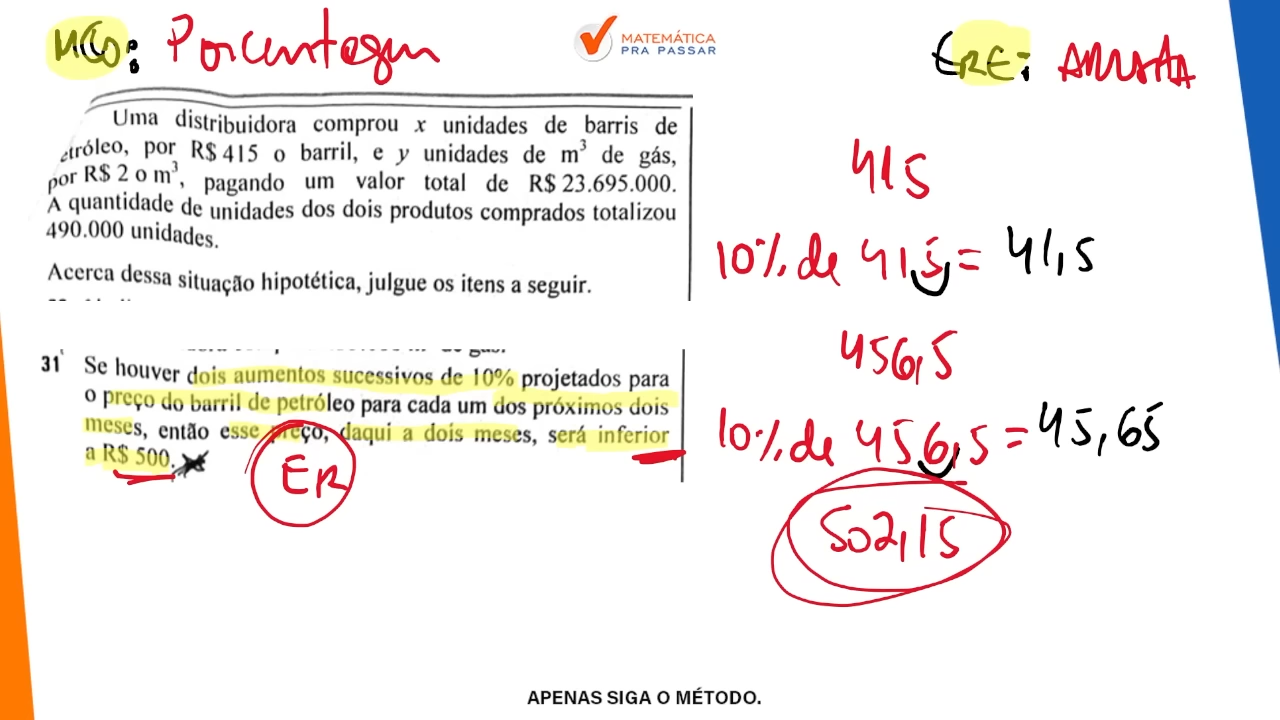 MCO: Porcentagem
MATEMÁTICA
PRA PASSAR
ERE: ARRASTA
Uma distribuidora comprou x unidades de barris de
etróleo, por R$ 415 o barril, e y unidades de m³ de gás,
por R$ 2 o m³, pagando um valor total de R$ 23.695.000.
A quantidade de unidades dos dois produtos comprados totalizou
490.000 unidades.
Acerca dessa situação hipotética, julgue os itens a seguir.
31 Se houver dois aumentos sucessivos de 10% projetados para
o preço do barril de petróleo para cada um dos próximos dois
meses, então esse preço, daqui a dois meses, será inferior
a R$ 500.
ER
415
10% de 415 = 41,5
456,5
10% de 456,5 = 45,65
502,15
APENAS SIGA O MÉTODO.